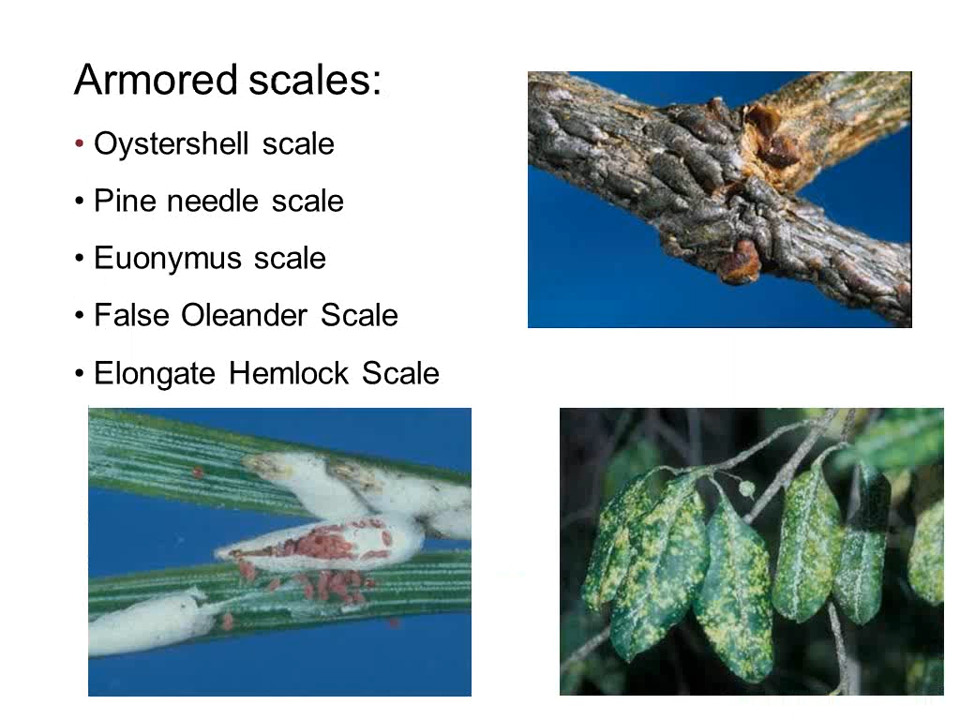 Armored scales:
• Oystershell scale
• Pine needle scale
• Euonymus scale
• False Oleander Scale
• Elongate Hemlock Scale